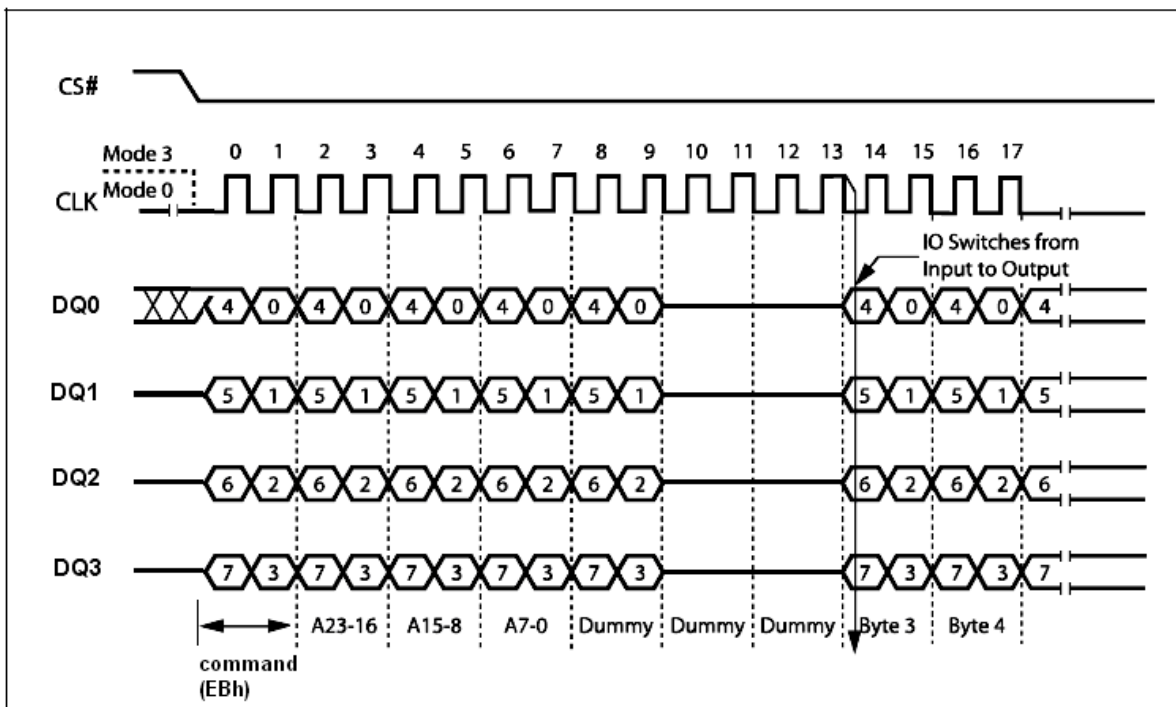 CS#
Mode 3
0 1 2 3 4 5 6 7 8 9 10 11 12 13 14 15 16 17
CLK
Mode 0
IO Switches from
Input to Output
DQ0
4 0 4 0 4 0 4 0 4 0 4 0 4 0 4
DQ1
5 1 5 1 5 1 5 1 5 1 5 1 5 1 5
DQ2
6 2 6 2 6 2 6 2 6 2 6 2 6 2 6
DQ3
7 3 7 3 7 3 7 3 7 3 7 3 7 3 7
A23-16 A15-8 A7-0 Dummy Dummy Dummy Byte 3 Byte 4
command
(EBh)